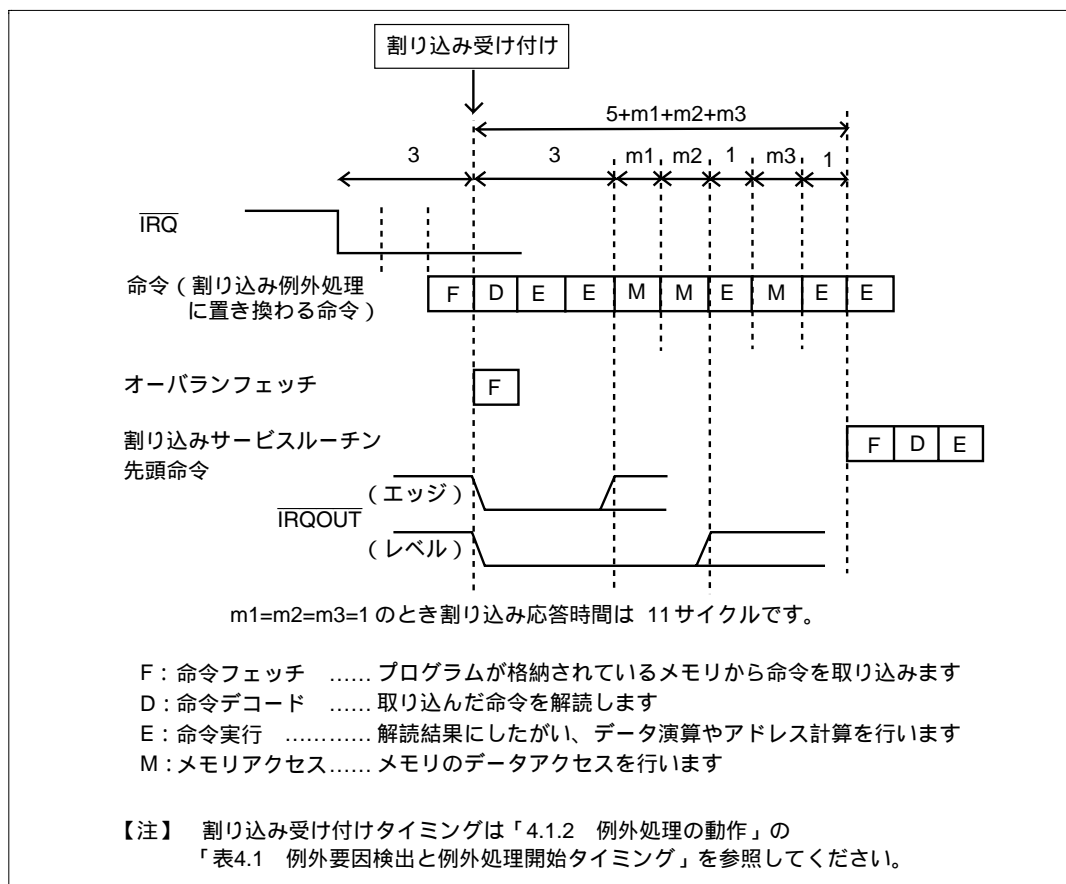 割り込み受け付け
5+m1+m2+m3
3 3 m1 m2 1 m3 1
IRQ
命令(割り込み例外処理
に置き換わる命令)
F D E E M M E M E E
オーバランフェッチ
F
割り込みサービスルーチン
先頭命令
F D E
(エッジ)
IRQOUT
(レベル)
m1=m2=m3=1 のとき割り込み応答時間は 11サイクルです。
F:命令フェッチ ...... プログラムが格納されているメモリから命令を取り込みます
D:命令デコード ...... 取り込んだ命令を解読します
E:命令実行 ............ 解読結果にしたがい、データ演算やアドレス計算を行います
M:メモリアクセス...... メモリのデータアクセスを行います
【注】 割り込み受け付けタイミングは「4.1.2 例外処理の動作」の
「表4.1 例外要因検出と例外処理開始タイミング」を参照してください。